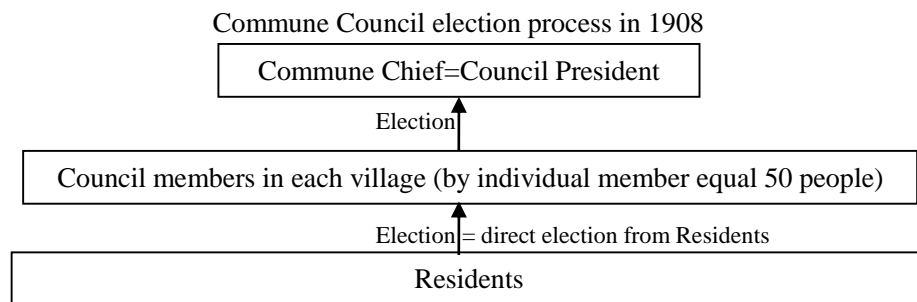 Commune Council election process in 1908
Commune Chief=Council President
Election
Council members in each village (by individual member equal 50 people)
Election = direct election from Residents
Residents